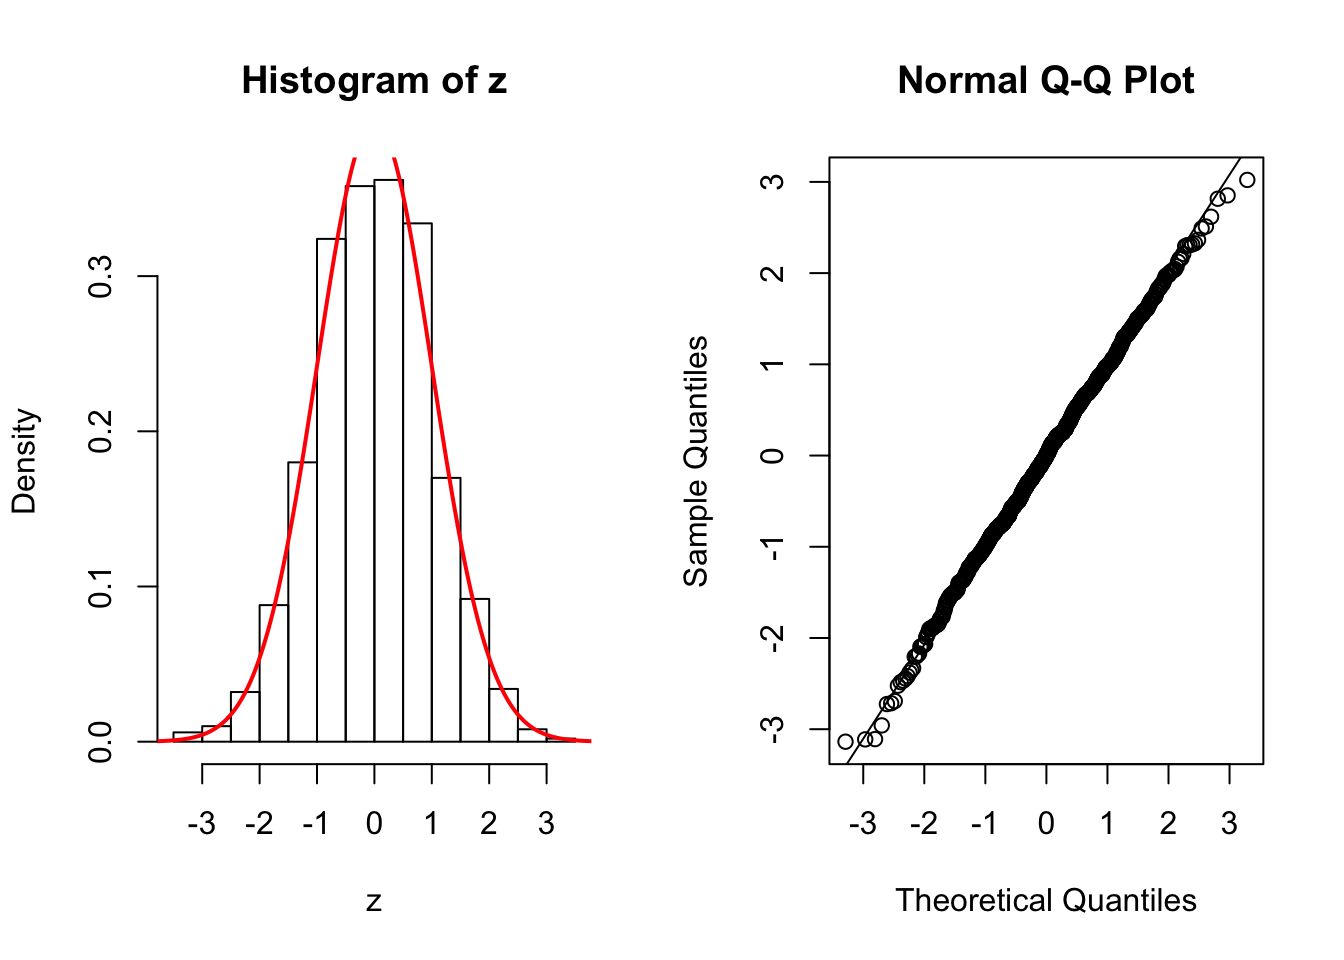 Histogram of z
Density
0.0 0.1 0.2 0.3
-3 -2 -1 0 1 2 3
z
Normal Q-Q Plot
Sample Quantiles
-3 -2 -1 0 1 2 3
-3 -2 -1 0 1 2 3
Theoretical Quantiles